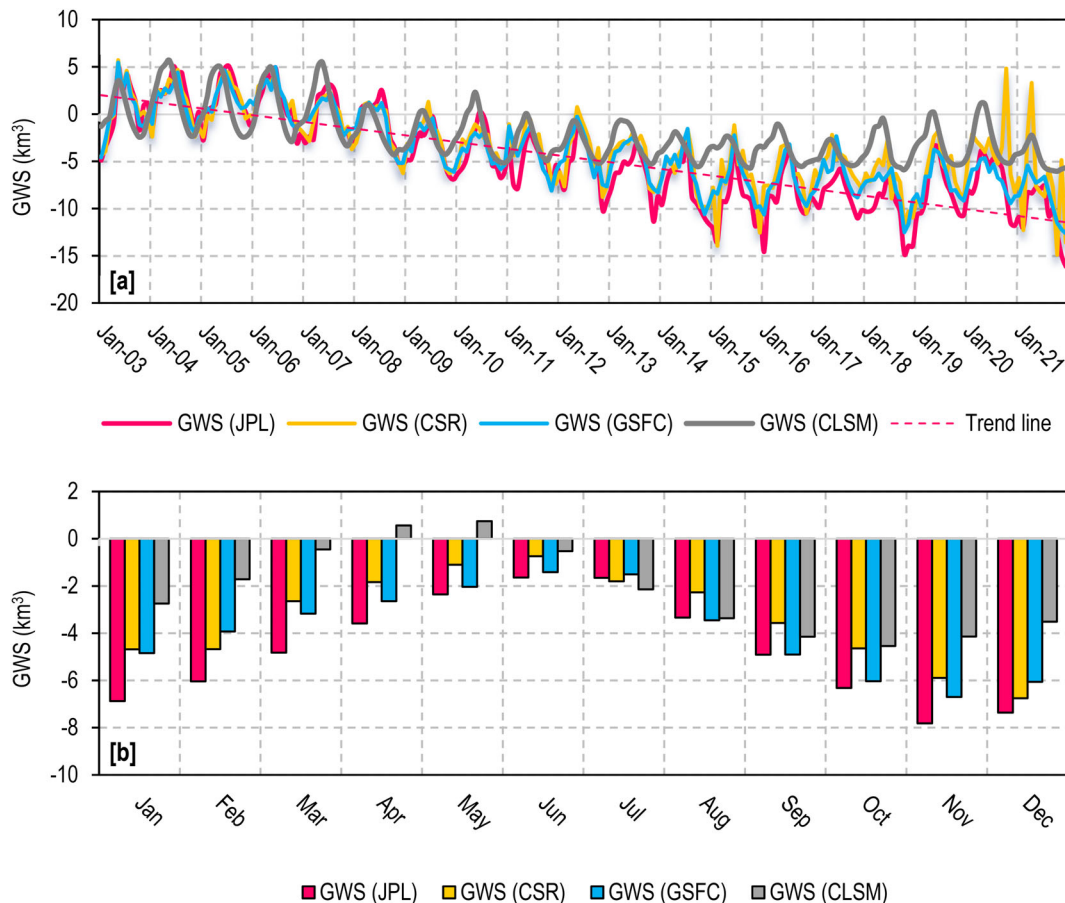 10
5
0
-5
-10
-15
-20
GWS (km³)
[a]
Jan-03
Jan-04
Jan-05
Jan-06
Jan-07
Jan-08
Jan-09
Jan-10
Jan-11
Jan-12
Jan-13
Jan-14
Jan-15
Jan-16
Jan-17
Jan-18
Jan-19
Jan-20
Jan-21
GWS (JPL) GWS (CSR) GWS (GSFC) GWS (CLSM) Trend line
2
0
-2
-4
-6
-8
-10
GWS (km³)
[b]
Jan
Feb
Mar
Apr
May
Jun
Jul
Aug
Sep
Oct
Nov
Dec
GWS (JPL) GWS (CSR) GWS (GSFC) GWS (CLSM)